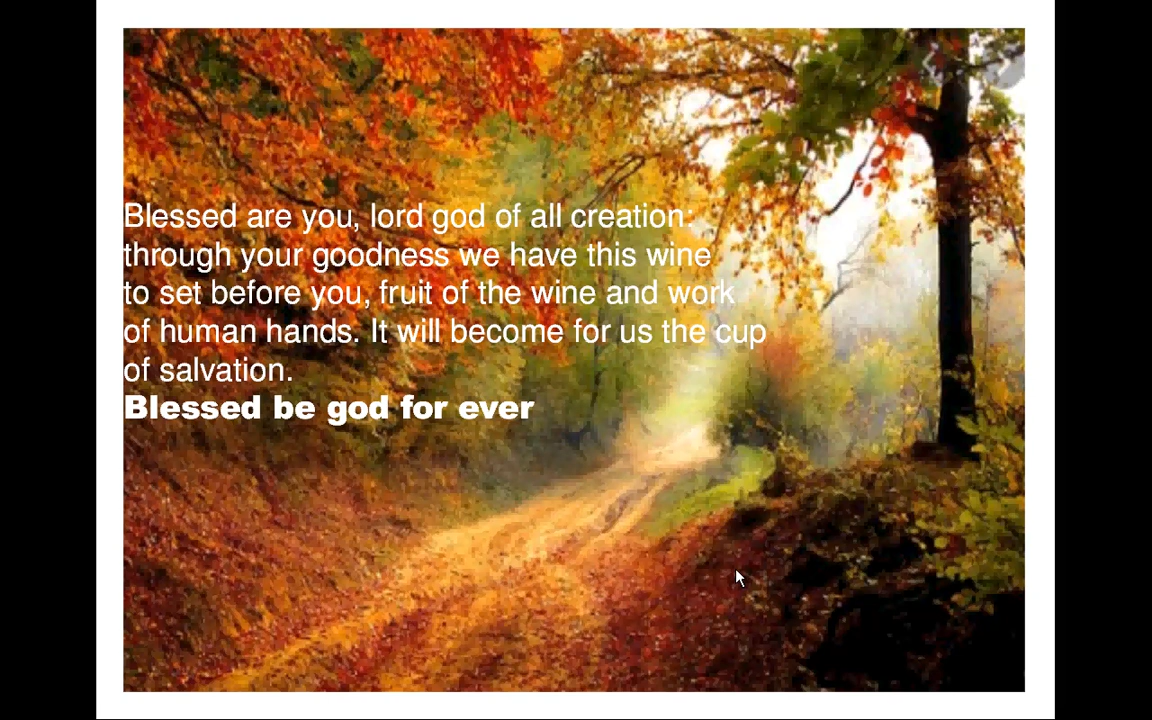 Blessed are you, lord god of all creation:
through your goodness we have this wine
to set before you, fruit of the wine and work
of human hands. It will become for us the cup
of salvation.
Blessed be god for ever